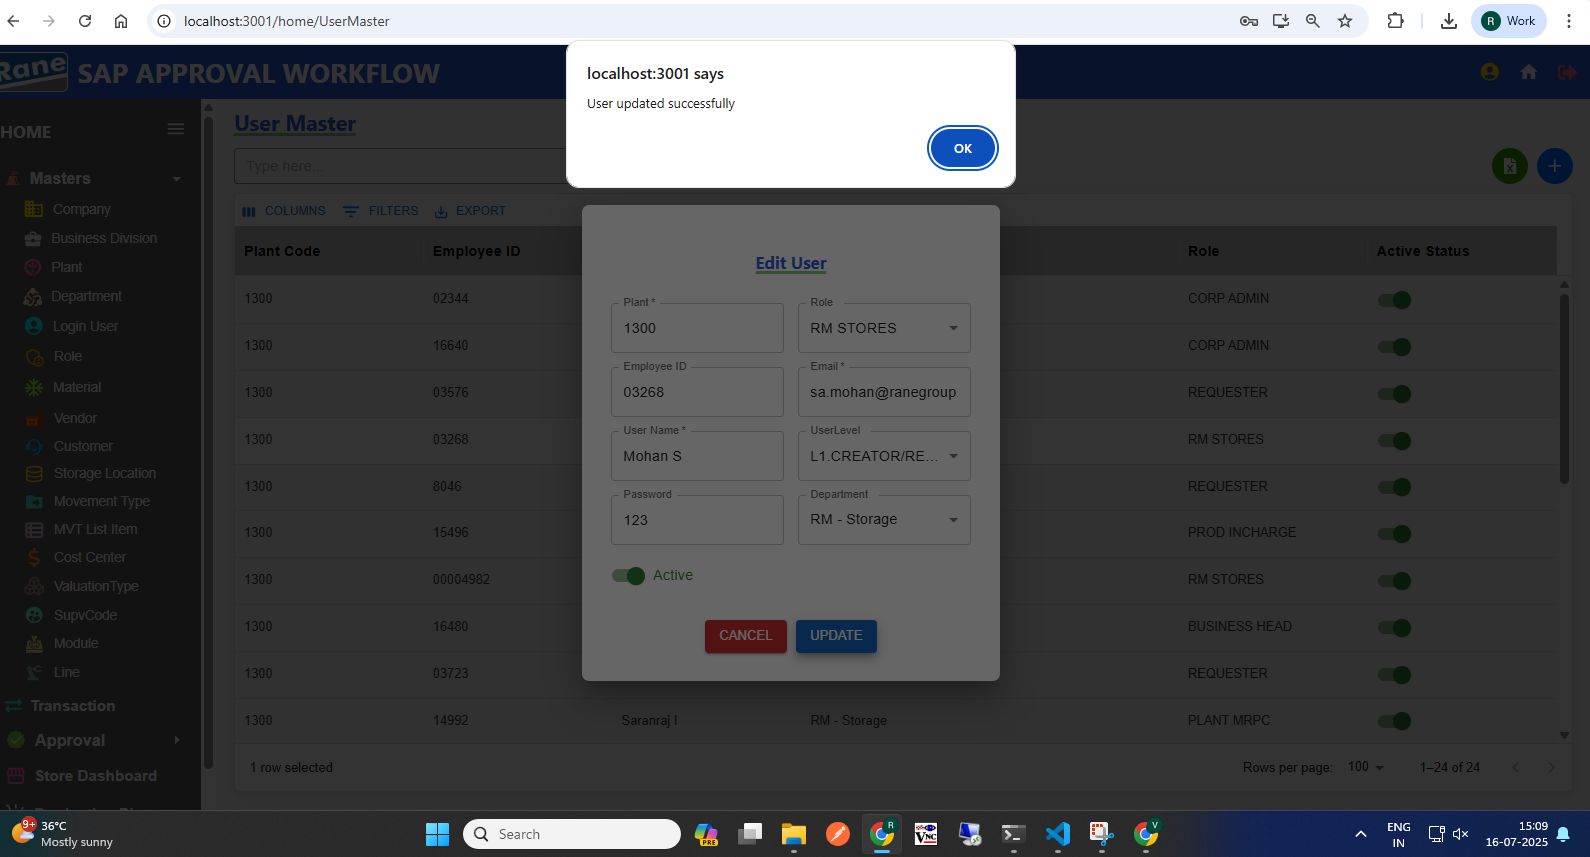 localhost:3001/home/UserMaster
R Work
localhost:3001 says
User updated successfully
OK
Rane
SAP APPROVAL WORKFLOW
HOME
Masters
Company
Business Division
Plant
Department
Login User
Role
Material
Vendor
Customer
Storage Location
Movement Type
MVT List Item
Cost Center
ValuationType
SupvCode
Module
Line
Transaction
Approval
Store Dashboard
User Master
Type here...
COLUMNS FILTERS EXPORT
Plant Code Employee ID Role Active Status
1300 02344 CORP ADMIN
1300 16640 CORP ADMIN
1300 03576 REQUESTER
1300 03268 RM STORES
1300 8046 REQUESTER
1300 15496 PROD INCHARGE
1300 00004982 RM STORES
1300 16480 BUSINESS HEAD
1300 03723 REQUESTER
1300 14992 Saranraj I RM - Storage PLANT MRPC
1 row selected
Rows per page: 100 1–24 of 24
Edit User
Plant * Role
1300 RM STORES
Employee ID Email *
03268 sa.mohan@ranegroup.
User Name * UserLevel
Mohan S L1.CREATOR/RE...
Password Department
123 RM - Storage
Active
CANCEL UPDATE
9+
36°C
Mostly sunny
Search
PRE
R
VNC
V
ENG
IN
15:09
16-07-2025